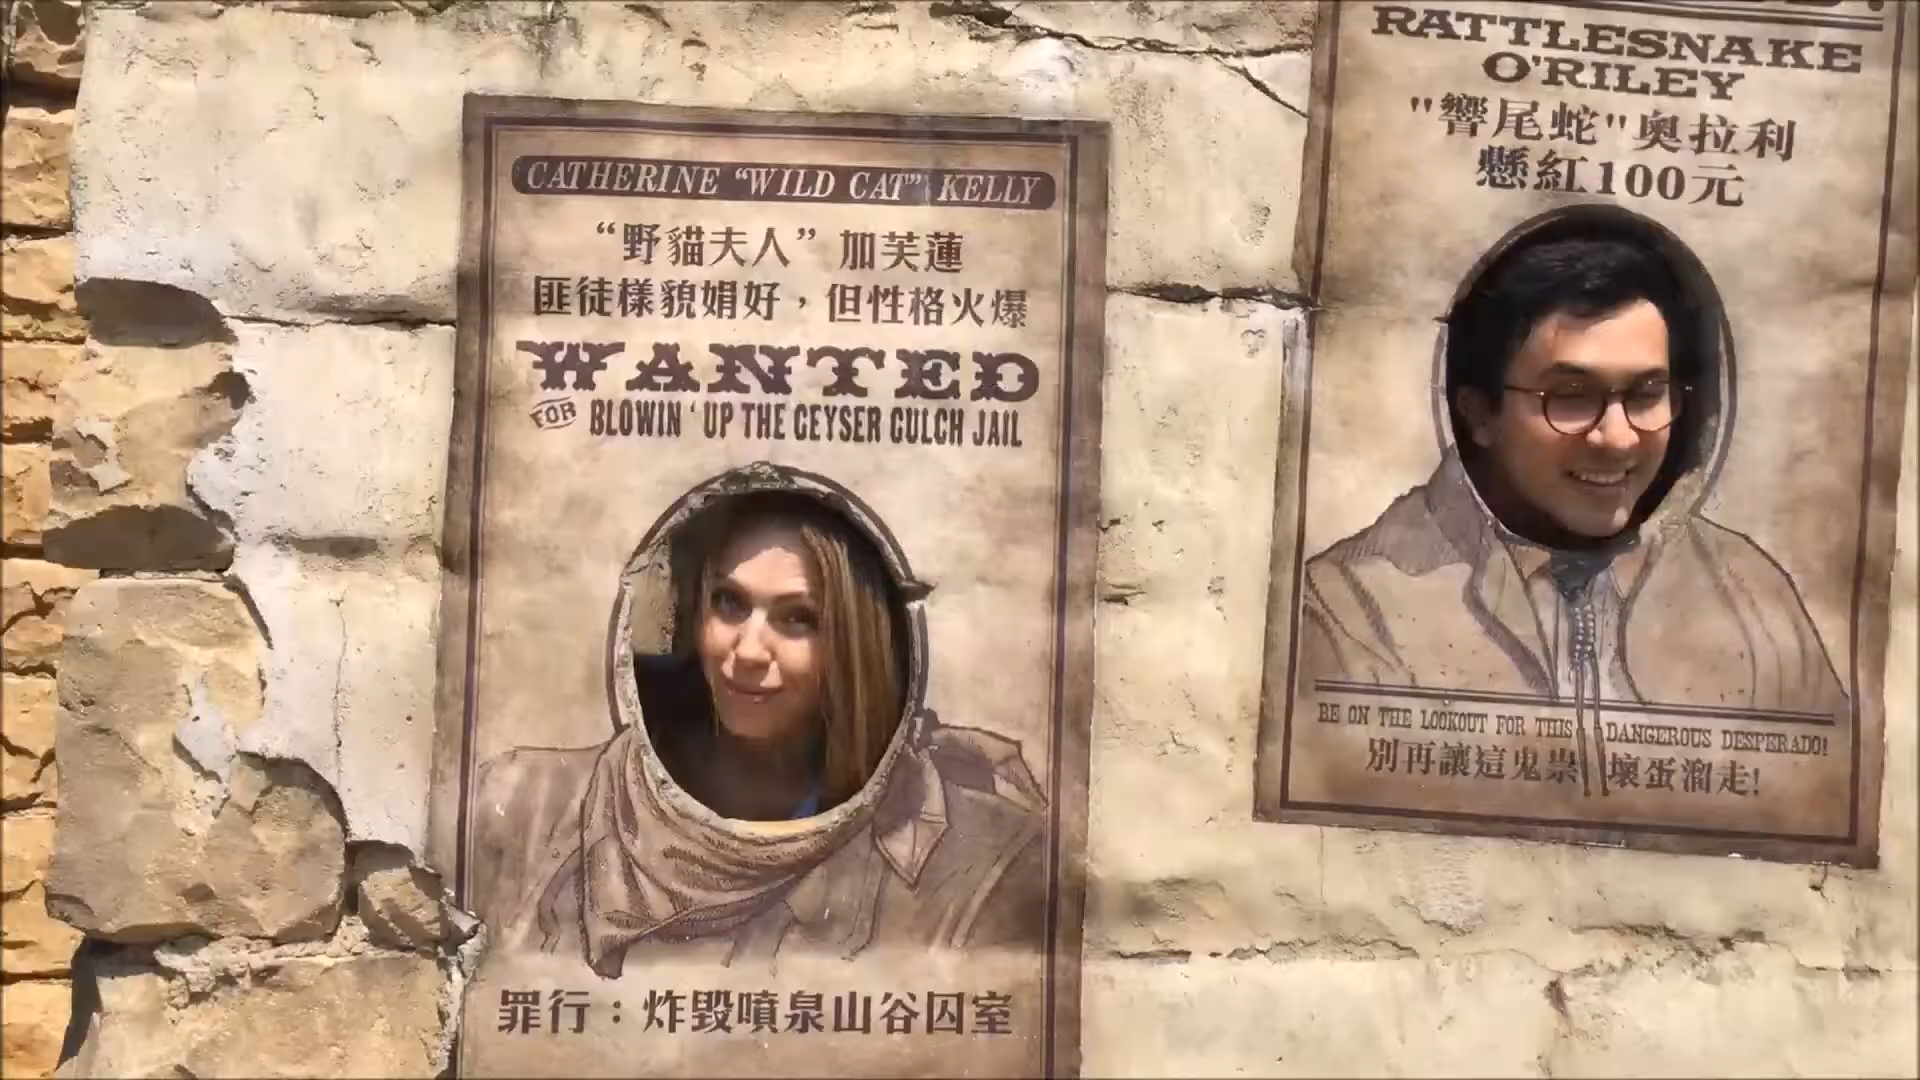 CATHERINE “WILD CAT” KELLY
“野貓夫人” 加芙蓮
匪徒樣貌娟好，但性格火爆
WANTED
FOR BLOWIN' UP THE GEYSER GULCH JAIL
罪行：炸毀噴泉山谷囚室
RATTLESNAKE
O'RILEY
"響尾蛇"奧拉利
懸紅100元
BE ON THE LOOKOUT FOR THIS DANGEROUS DESPERADO!
別再讓這鬼祟壞蛋溜走!